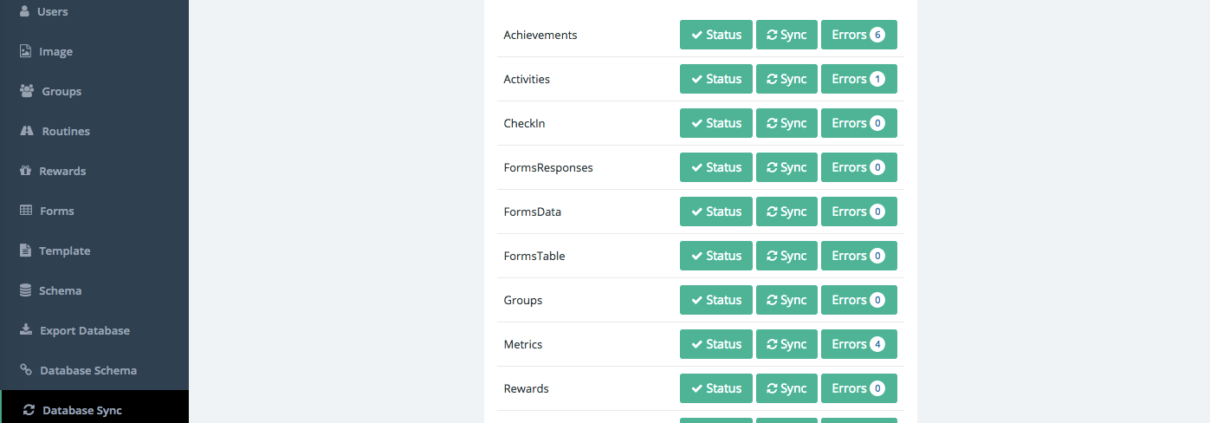 Users
Image
Groups
Routines
Rewards
Forms
Template
Schema
Export Database
Database Schema
Database Sync
Achievements Status Sync Errors 6
Activities Status Sync Errors 1
CheckIn Status Sync Errors 0
FormsResponses Status Sync Errors 0
FormsData Status Sync Errors 0
FormsTable Status Sync Errors 0
Groups Status Sync Errors 0
Metrics Status Sync Errors 4
Rewards Status Sync Errors 0